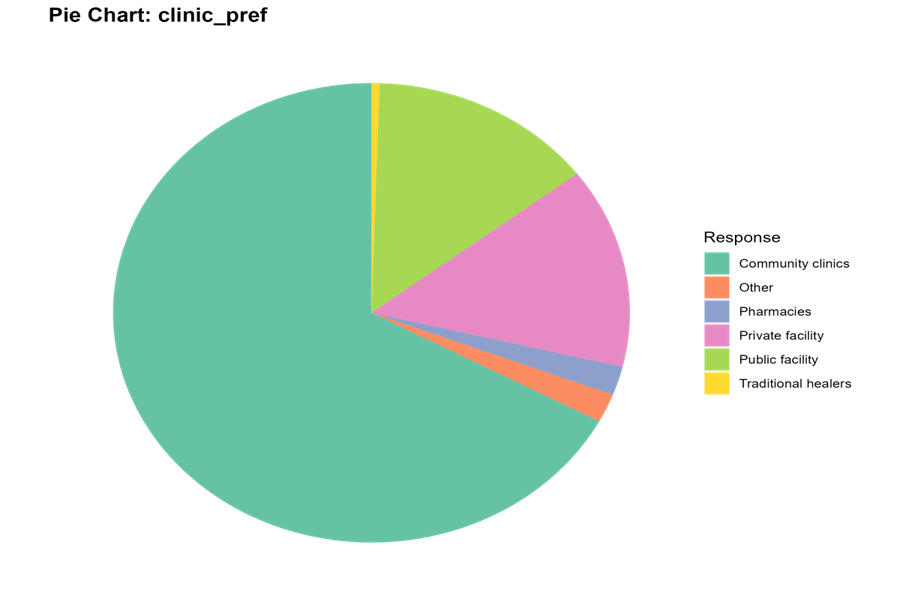 Pie Chart: clinic_pref
Response
Community clinics
Other
Pharmacies
Private facility
Public facility
Traditional healers